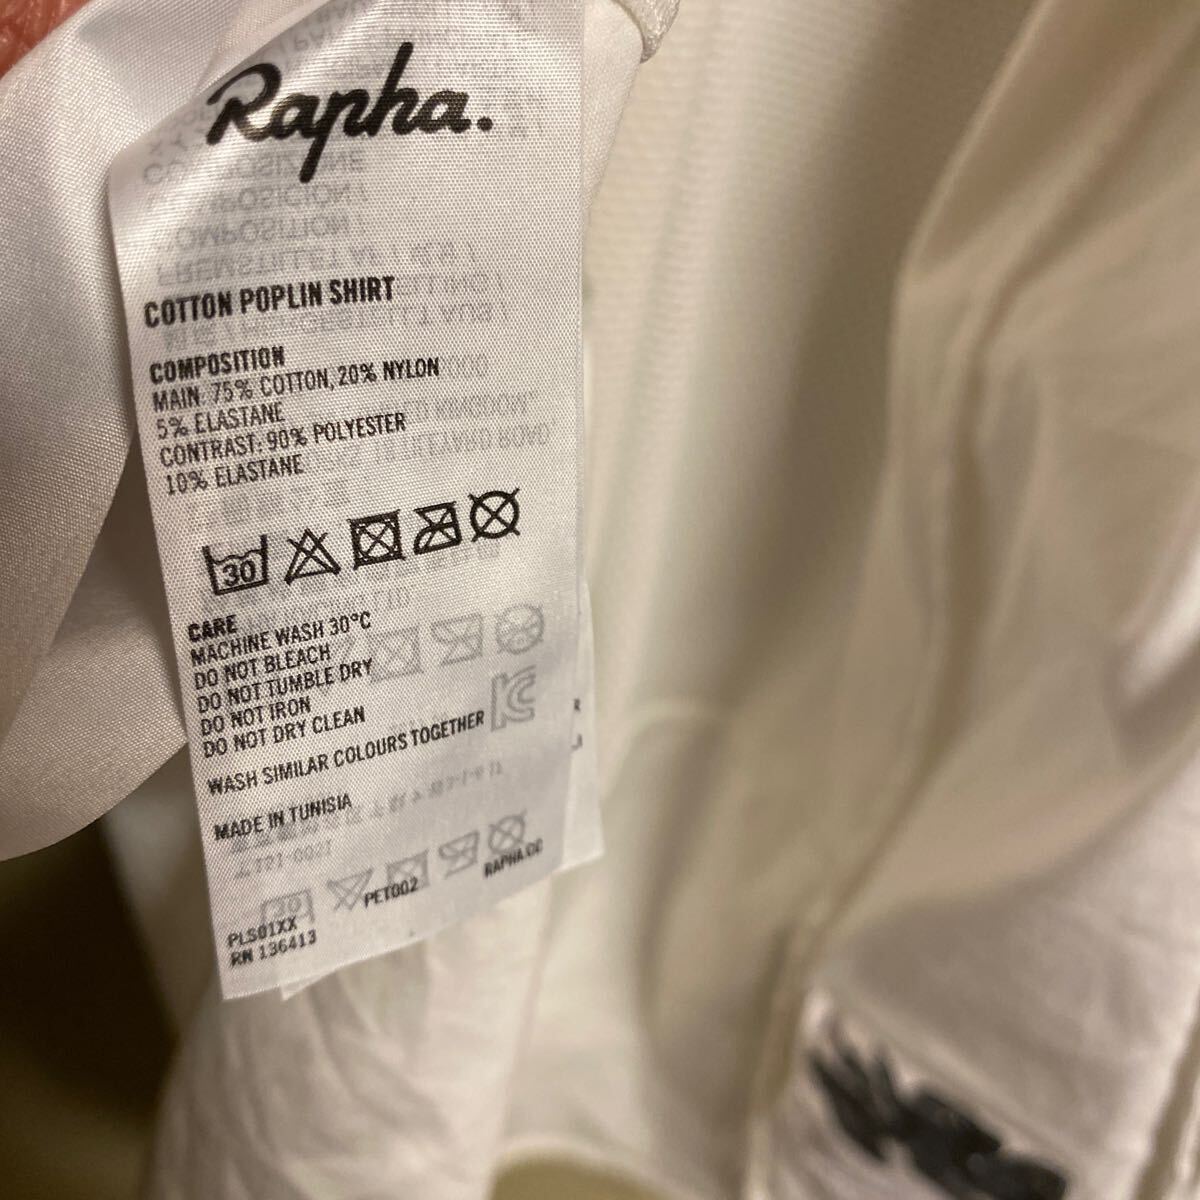 Rapha.
COTTON POPLIN SHIRT
COMPOSITION
MAIN: 75% COTTON, 20% NYLON
5% ELASTANE
CONTRAST: 90% POLYESTER
10% ELASTANE
30
CARE
MACHINE WASH 30°C
DO NOT BLEACH
DO NOT TUMBLE DRY
DO NOT IRON
DO NOT DRY CLEAN
WASH SIMILAR COLOURS TOGETHER
MADE IN TUNISIA
PLS01XX PET002 RAPHA.CC
RN 136413